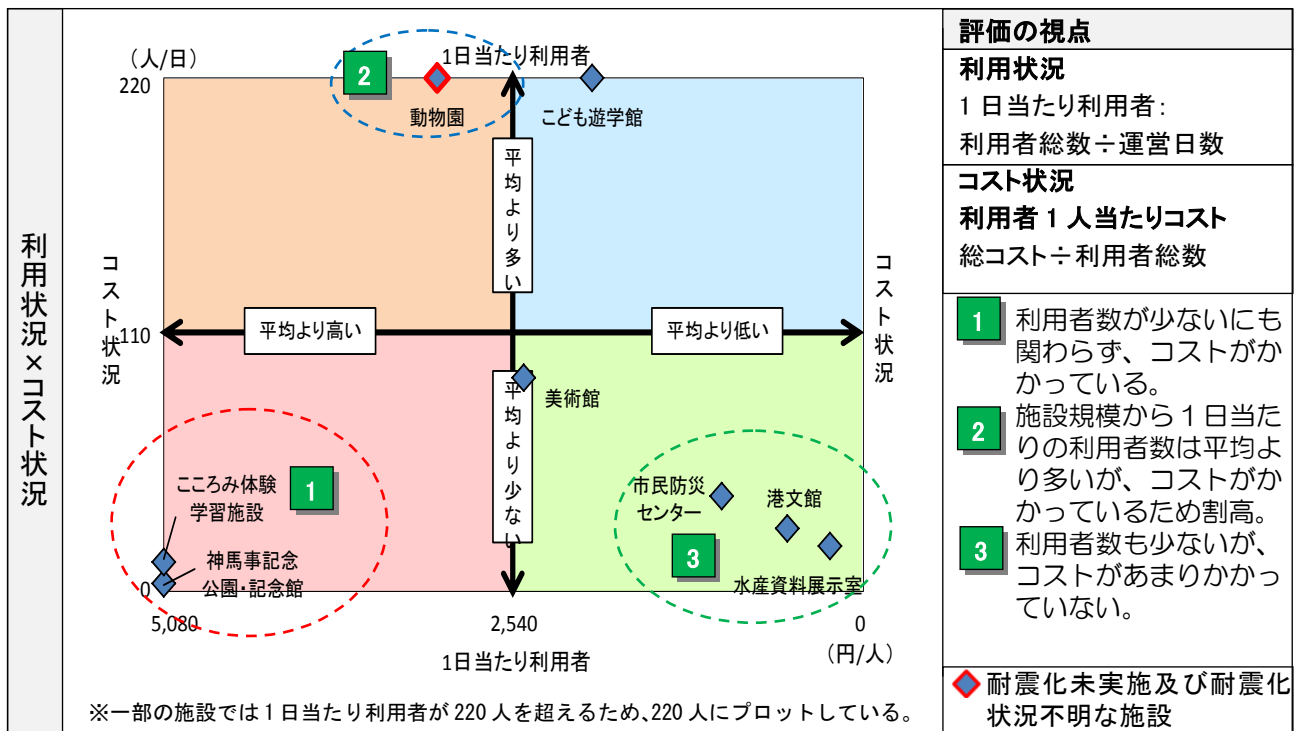 利用状況×コスト状況
（人/日）
1日当たり利用者
220
2
動物園
こども遊学館
平均より多い
コスト状況
コスト状況
110
平均より高い
平均より低い
美術館
平均より少ない
こころみ体験
学習施設
1
神馬事記念
公園・記念館
市民防災
センター
港文館
3
水産資料展示室
0
5,080
2,540
0
（円/人）
1日当たり利用者
※一部の施設では１日当たり利用者が 220 人を超えるため、220 人にプロットしている。
評価の視点
利用状況
１日当たり利用者：
利用者総数÷運営日数
コスト状況
利用者１人当たりコスト
総コスト÷利用者総数
1 利用者数が少ないにも
関わらず、コストがか
かっている。
2 施設規模から１日当た
りの利用者数は平均よ
り多いが、コストがか
かっているため割高。
3 利用者数も少ないが、
コストがあまりかかっ
ていない。
耐震化未実施及び耐震化
状況不明な施設